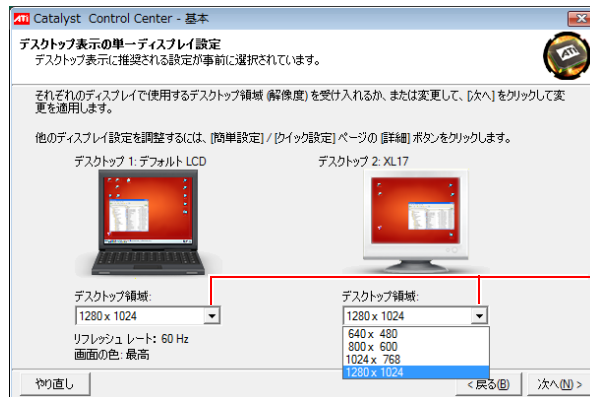 ATI Catalyst Control Center - 基本
デスクトップ表示の単一ディスプレイ設定
デスクトップ表示に推奨される設定が事前に選択されています。
ATI
それぞれのディスプレイで使用するデスクトップ領域 (解像度) を受け入れるか、または変更して、[次へ] をクリックして変
更を適用します。
他のディスプレイ設定を調整するには、[簡単設定] / [クイック設定] ページの [詳細] ボタンをクリックします。
デスクトップ 1: デフォルト LCD
デスクトップ 2: XL17
デスクトップ領域:
1280 x 1024
リフレッシュ レート: 60 Hz
画面の色: 最高
デスクトップ領域:
1280 x 1024
640 x 480
800 x 600
1024 x 768
1280 x 1024
やり直し
< 戻る(B)
次へ(N) >